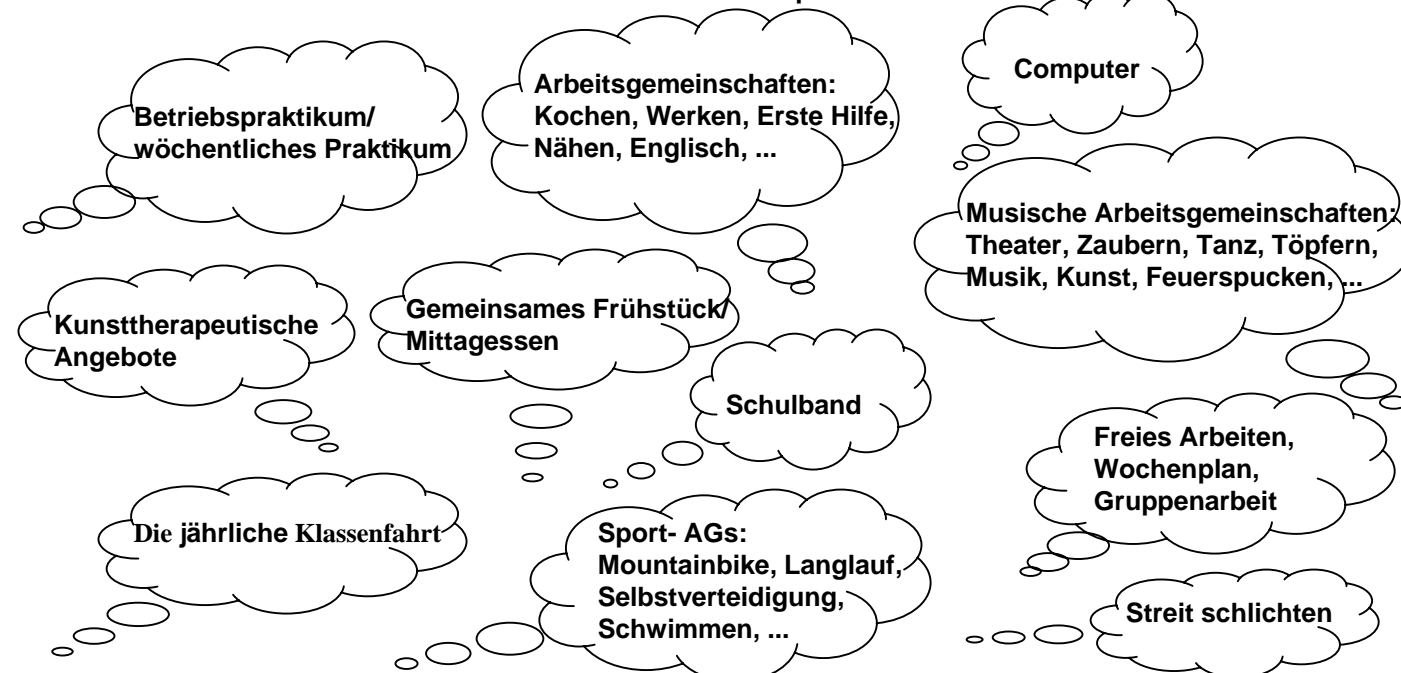 Betriebspraktikum/
wöchentliches Praktikum
Arbeitsgemeinschaften:
Kochen, Werken, Erste Hilfe,
Nähen, Englisch, ...
Computer
Musische Arbeitsgemeinschaften:
Theater, Zaubern, Tanz, Töpfern,
Musik, Kunst, Feuerspucken, ...
Kunsttherapeutische
Angebote
Gemeinsames Frühstück/
Mittagessen
Schulband
Freies Arbeiten,
Wochenplan,
Gruppenarbeit
Die jährliche Klassenfahrt
Sport- AGs:
Mountainbike, Langlauf,
Selbstverteidigung,
Schwimmen, ...
Streit schlichten